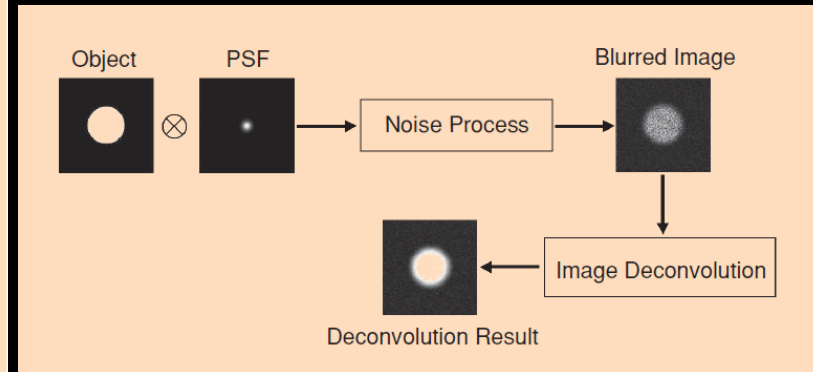 Object
PSF
Blurred Image
Noise Process
Image Deconvolution
Deconvolution Result